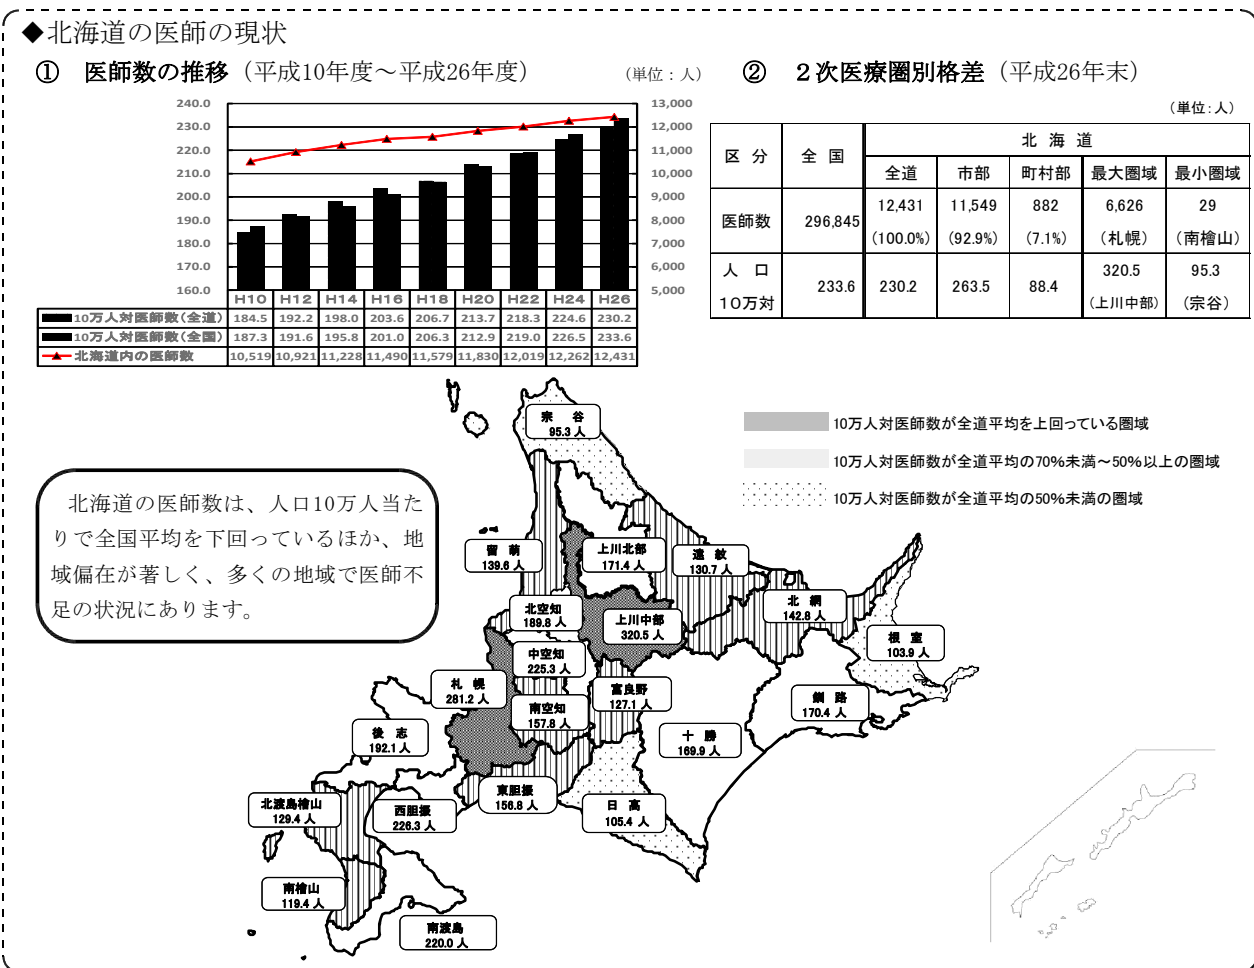 ◆北海道の医師の現状
① 医師数の推移（平成10年度～平成26年度）
（単位：人）
240.0
230.0
220.0
210.0
200.0
190.0
180.0
170.0
160.0
13,000
12,000
11,000
10,000
9,000
8,000
7,000
6,000
5,000
H10 H12 H14 H16 H18 H20 H22 H24 H26
10万人対医師数(全道) 184.5 192.2 198.0 203.6 206.7 213.7 218.3 224.6 230.2
10万人対医師数(全国) 187.3 191.6 195.8 201.0 206.3 212.9 219.0 226.5 233.6
北海道内の医師数 10,519 10,921 11,228 11,490 11,579 11,830 12,019 12,262 12,431
② ２次医療圏別格差（平成26年末）
（単位：人）
区 分 全 国 北 海 道
全道 市部 町村部 最大圏域 最小圏域
医師数 296,845 12,431 11,549 882 6,626 29
(100.0%) (92.9%) (7.1%) (札幌) (南檜山)
人 口 233.6 230.2 263.5 88.4 320.5 95.3
10万対 (上川中部) (宗谷)
10万人対医師数が全道平均を上回っている圏域
10万人対医師数が全道平均の70%未満～50%以上の圏域
10万人対医師数が全道平均の50%未満の圏域
北海道の医師数は、人口10万人当た
りで全国平均を下回っているほか、地
域偏在が著しく、多くの地域で医師不
足の状況にあります。
宗 谷
95.3 人
留 萌
139.6 人
上川北部
171.4 人
遠 紋
130.7 人
北 網
142.8 人
北空知
189.8 人
上川中部
320.5 人
根 室
103.9 人
中空知
225.3 人
札 幌
281.2 人
富良野
127.1 人
釧 路
170.4 人
南空知
157.8 人
後 志
192.1 人
十 勝
169.9 人
東胆振
156.8 人
北渡島檜山
129.4 人
西胆振
226.3 人
日 高
105.4 人
南檜山
119.4 人
南渡島
220.0 人